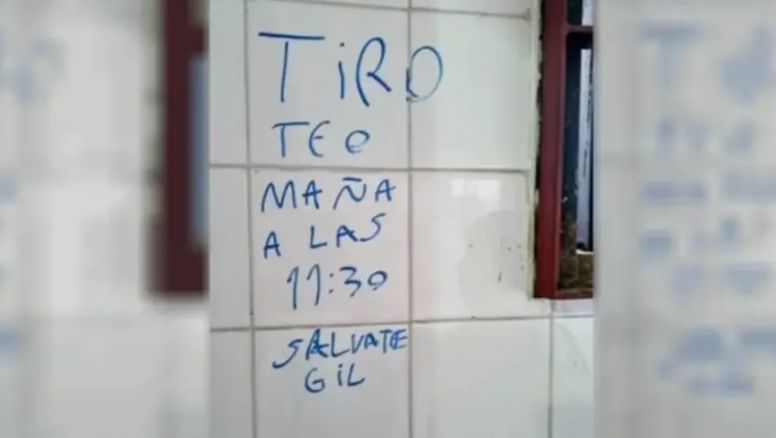 TIRO
TEO
MAÑA
A LAS
11:30
SALVATE
GIL